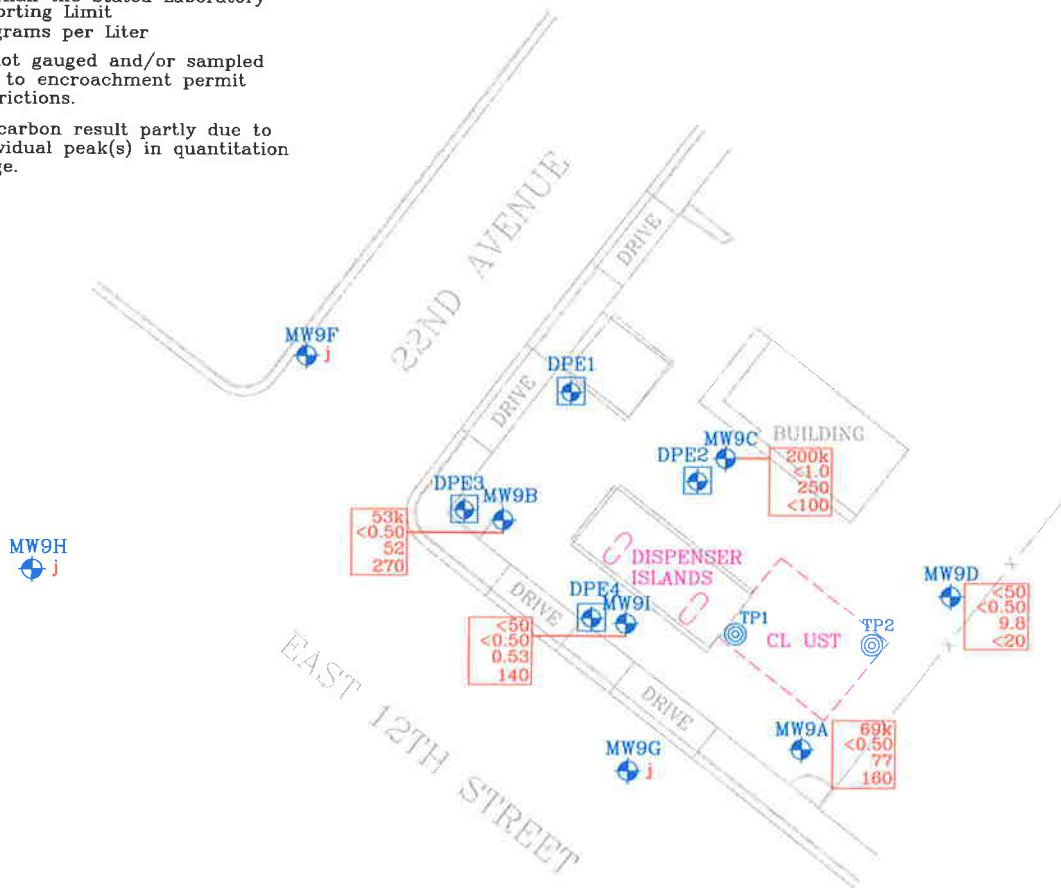 than the Stated Laboratory
orting Limit
grams per Liter
ot gauged and/or sampled
to encroachment permit
rictions.
carbon result partly due to
vidual peak(s) in quantitation
ge.
22ND AVENUE
DRIVE
MW9F
j
DPE1
DRIVE
BUILDING
MW9C
DPE2
200k
<1.0
250
<100
DPE3
MW9B
53k
<0.50
52
270
MW9H
j
DISPENSER
ISLANDS
MW9D
<50
<0.50
9.8
<20
DRIVE
DPE4
MW9I
<50
<0.50
0.53
140
TP1
CL UST
TP2
EAST 12TH STREET
DRIVE
MW9G
j
MW9A
69k
<0.50
77
160
x
x